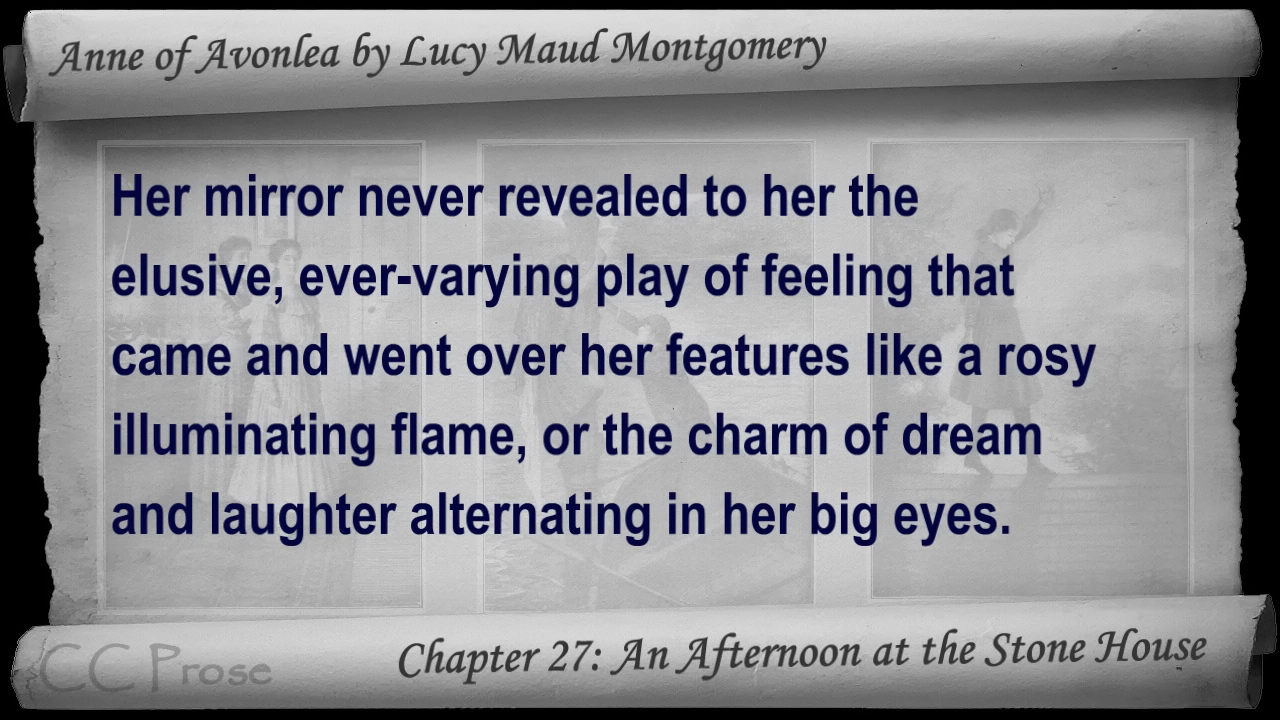 Anne of Avonlea by Lucy Maud Montgomery
Her mirror never revealed to her the
elusive, ever-varying play of feeling that
came and went over her features like a rosy
illuminating flame, or the charm of dream
and laughter alternating in her big eyes.
CC Prose
Chapter 27: An Afternoon at the Stone House